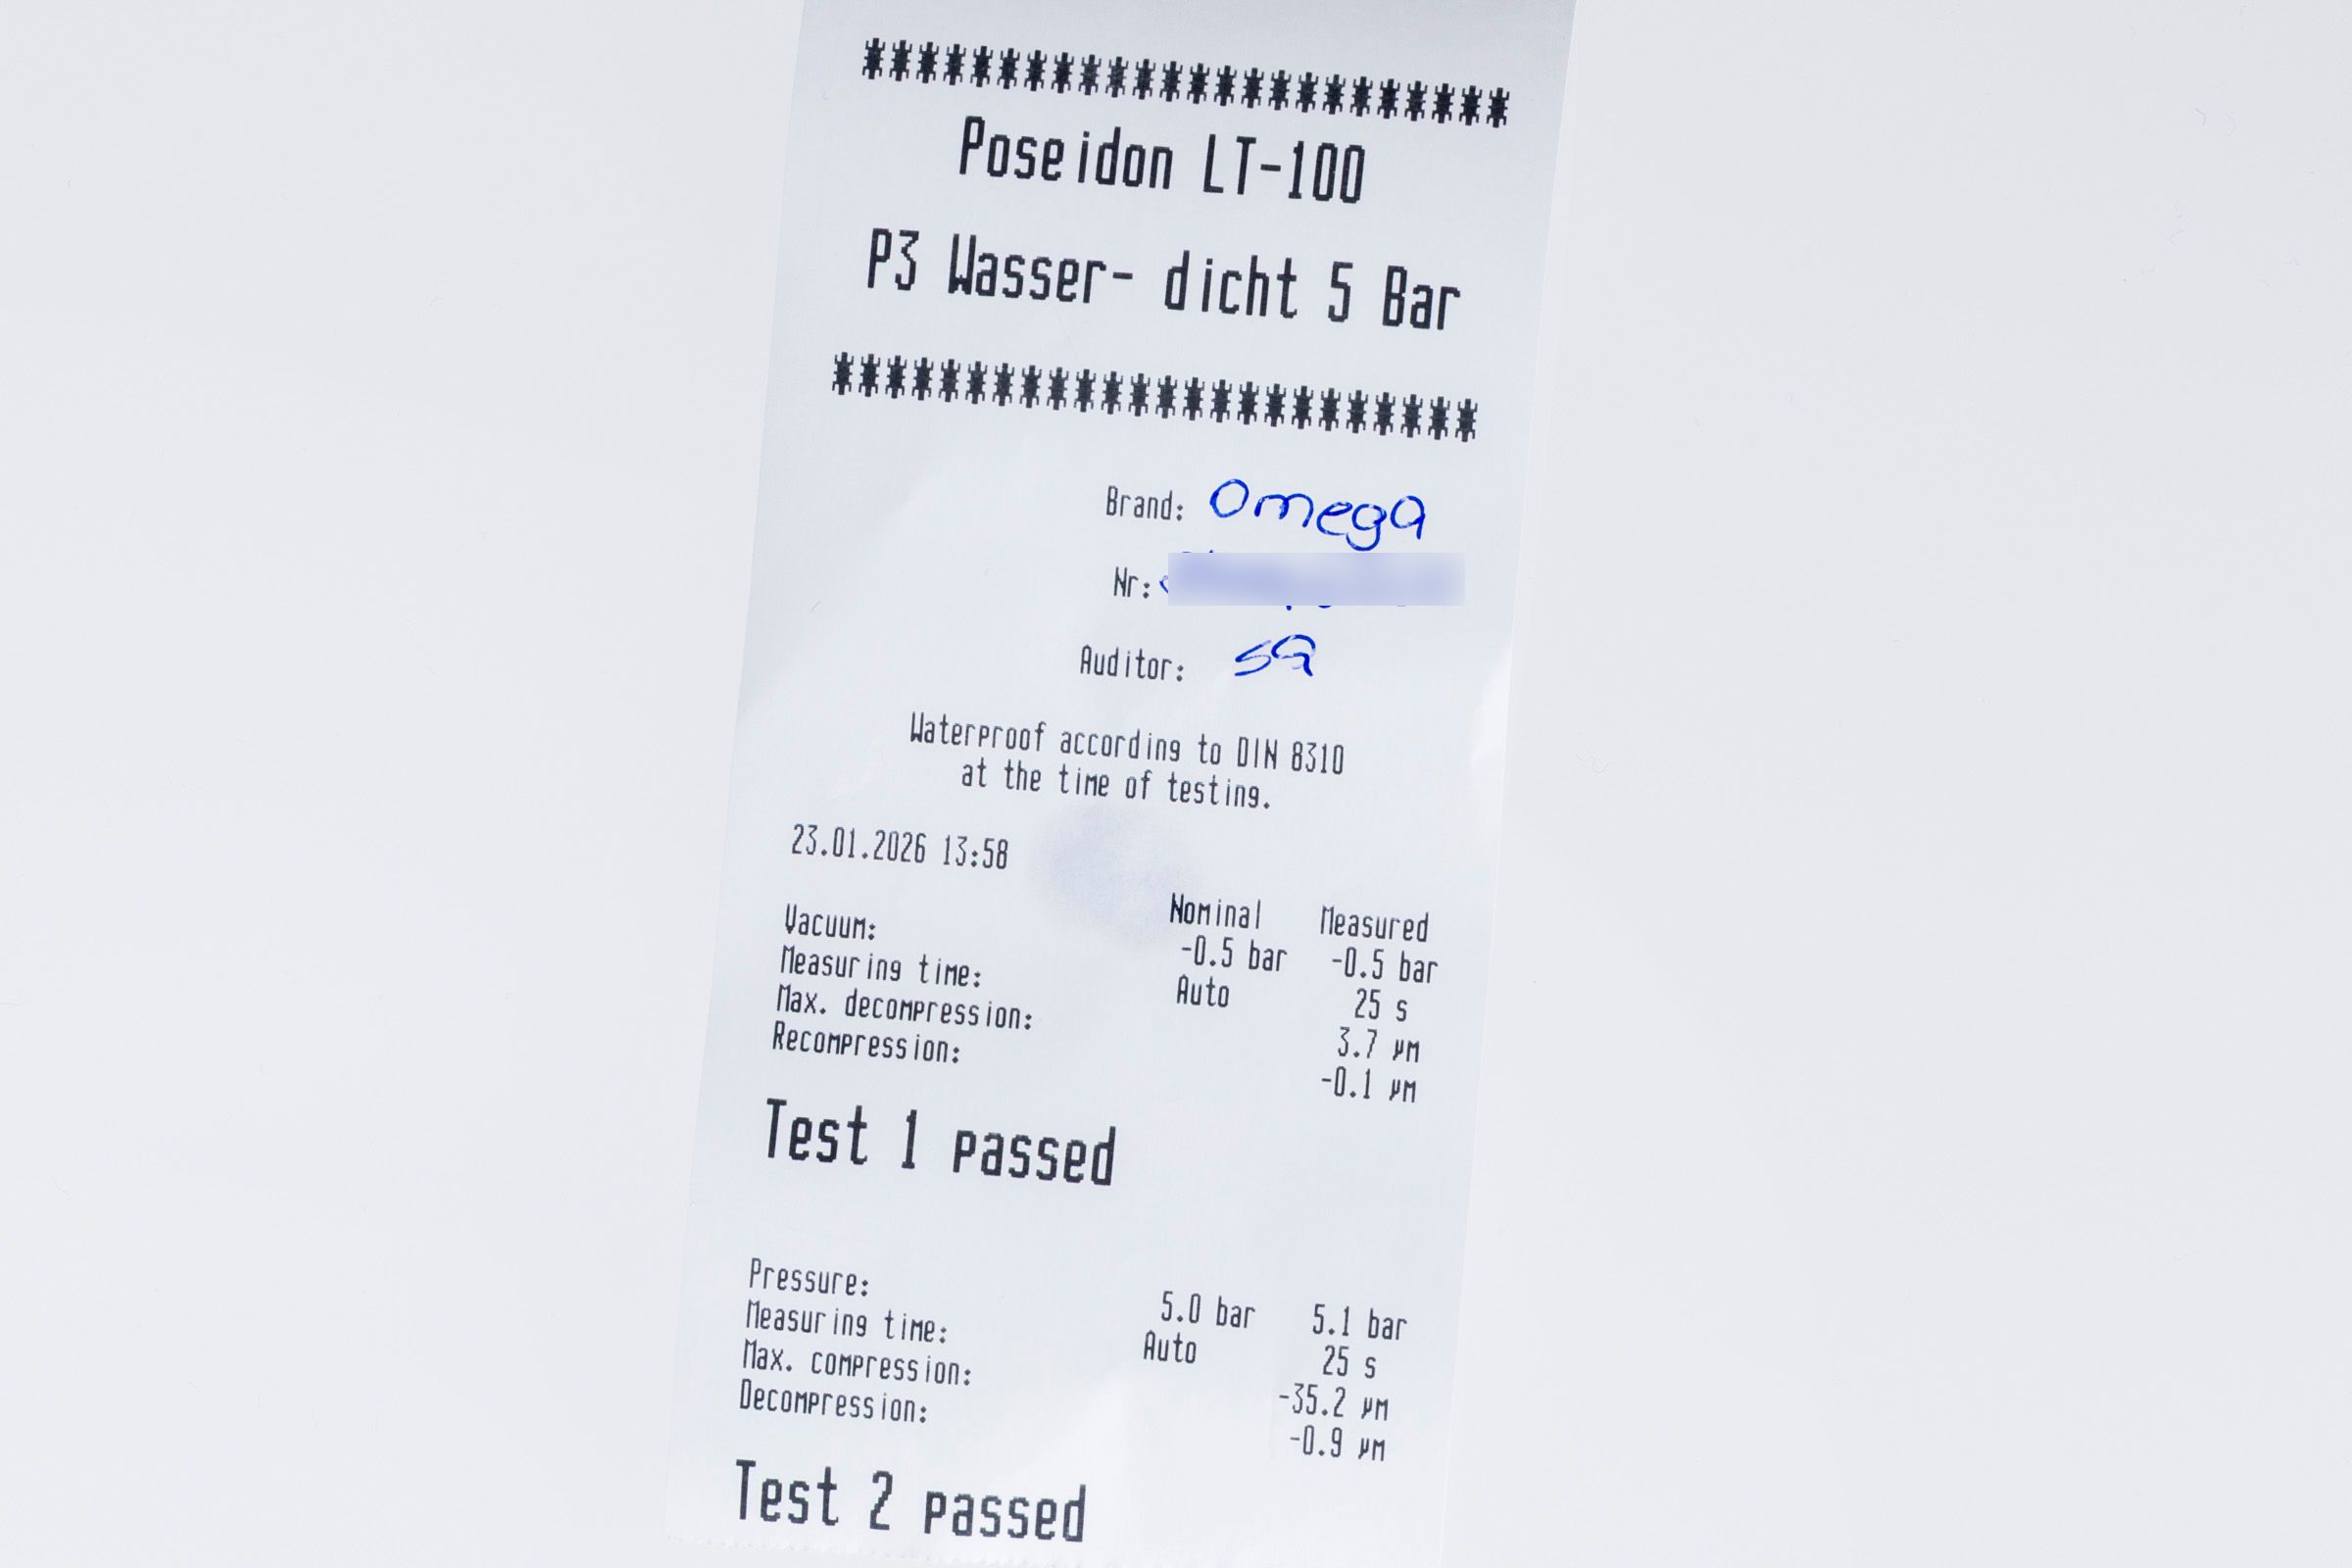 ************************
Poseidon LT-100
P3 Wasser- dicht 5 Bar
************************
Brand: Omega
Nr:
Auditor: sa
Waterproof according to DIN 8310
at the time of testing.
23.01.2026 13:58
Nominal Measured
Vacuum: -0.5 bar -0.5 bar
Measuring time: Auto 25 s
Max. decompression: 3.7 µm
Recompression: -0.1 µm
Test 1 passed
Pressure: 5.0 bar 5.1 bar
Measuring time: Auto 25 s
Max. compression: -35.2 µm
Decompression: -0.9 µm
Test 2 passed